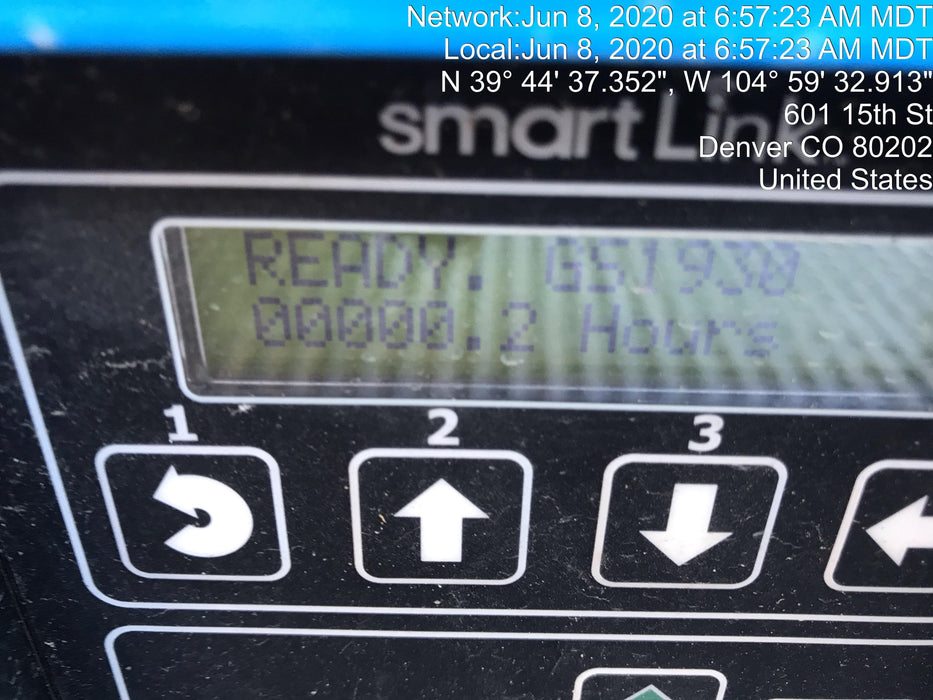 Network:Jun 8, 2020 at 6:57:23 AM MDT
Local:Jun 8, 2020 at 6:57:23 AM MDT
N 39° 44' 37.352", W 104° 59' 32.913"
601 15th St
Denver CO 80202
United States
smart Link
READY. GS1930
00000.2 Hours
1 2 3